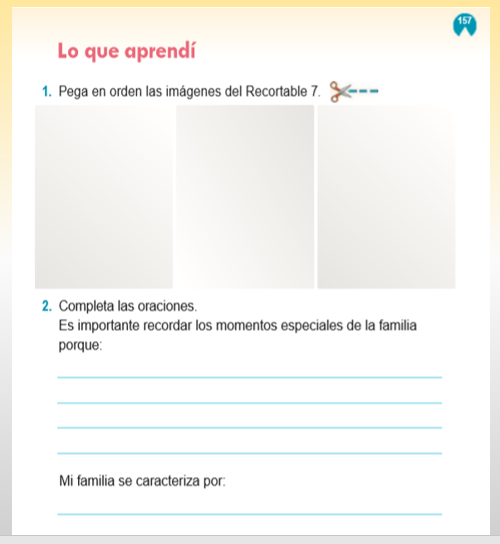 157
Lo que aprendí
1. Pega en orden las imágenes del Recortable 7.
2. Completa las oraciones.
Es importante recordar los momentos especiales de la familia
porque:
Mi familia se caracteriza por: